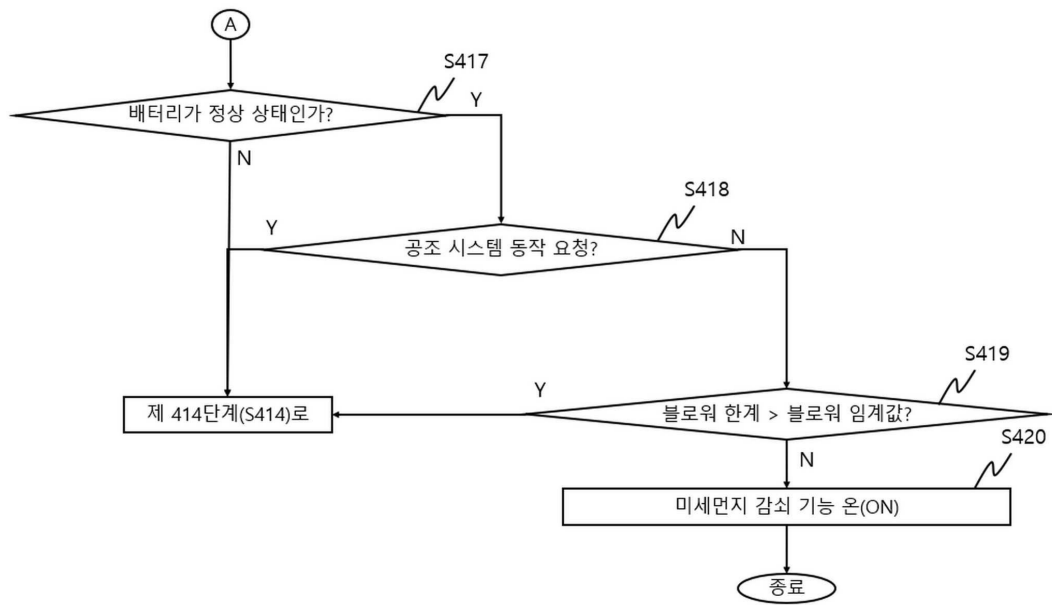 A
S417
배터리가 정상 상태인가?
Y
N
S418
Y
공조 시스템 동작 요청?
N
S419
Y
제 414단계(S414)로
블로워 한계 > 블로워 임계값?
S420
N
미세먼지 감쇠 기능 온(ON)
종료